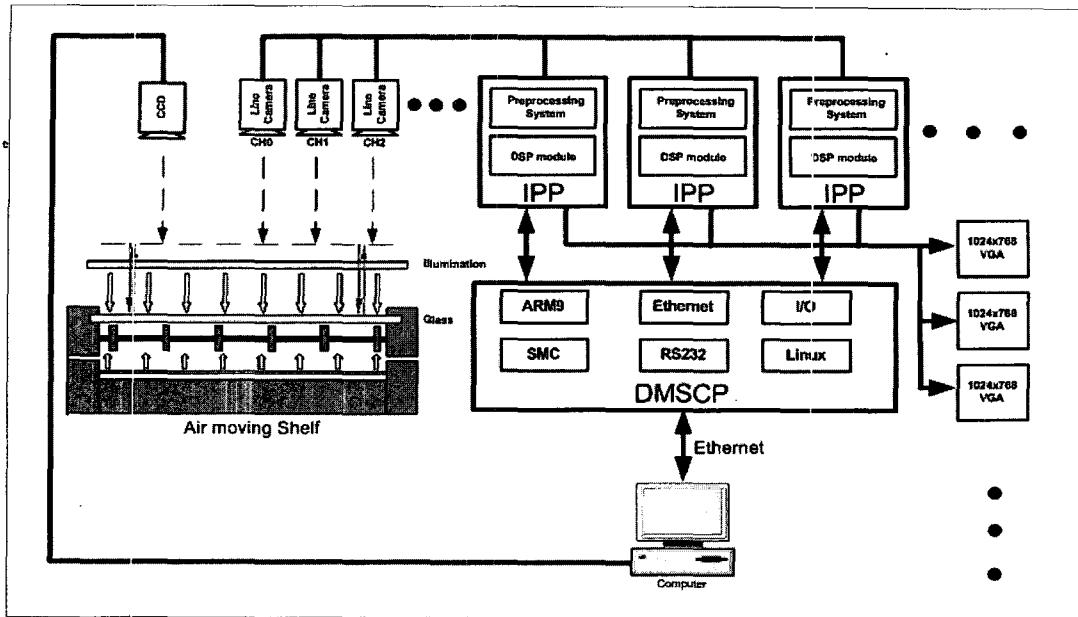 CCD
Line Camera
CH0
Line Camera
CH1
Line Camera
CH2
Preprocessing System
DSP module
IPP
Preprocessing System
DSP module
IPP
Preprocessing System
DSP module
IPP
Illumination
Glass
Air moving Shelf
ARM9
Ethernet
I/O
SMC
RS232
Linux
DMSCP
1024x768
VGA
1024x768
VGA
1024x768
VGA
Ethernet
Computer